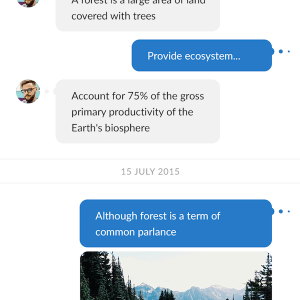 A forest is a large area of land
covered with trees
Provide ecosystem...
Account for 75% of the gross
primary productivity of the
Earth's biosphere
15 JULY 2015
Although forest is a term of
common parlance